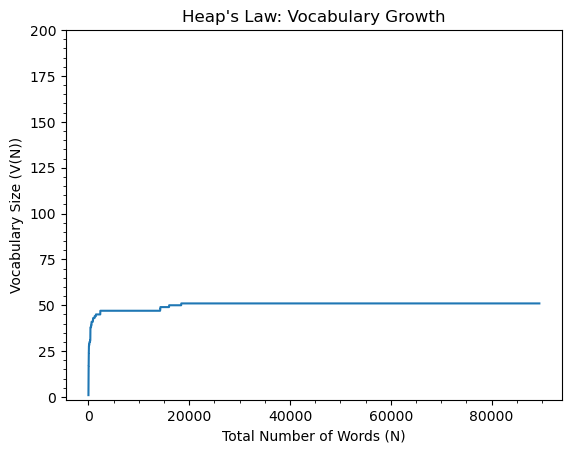 Heap's Law: Vocabulary Growth
200
175
150
125
100
75
50
25
0
Vocabulary Size (V(N))
0 20000 40000 60000 80000
Total Number of Words (N)